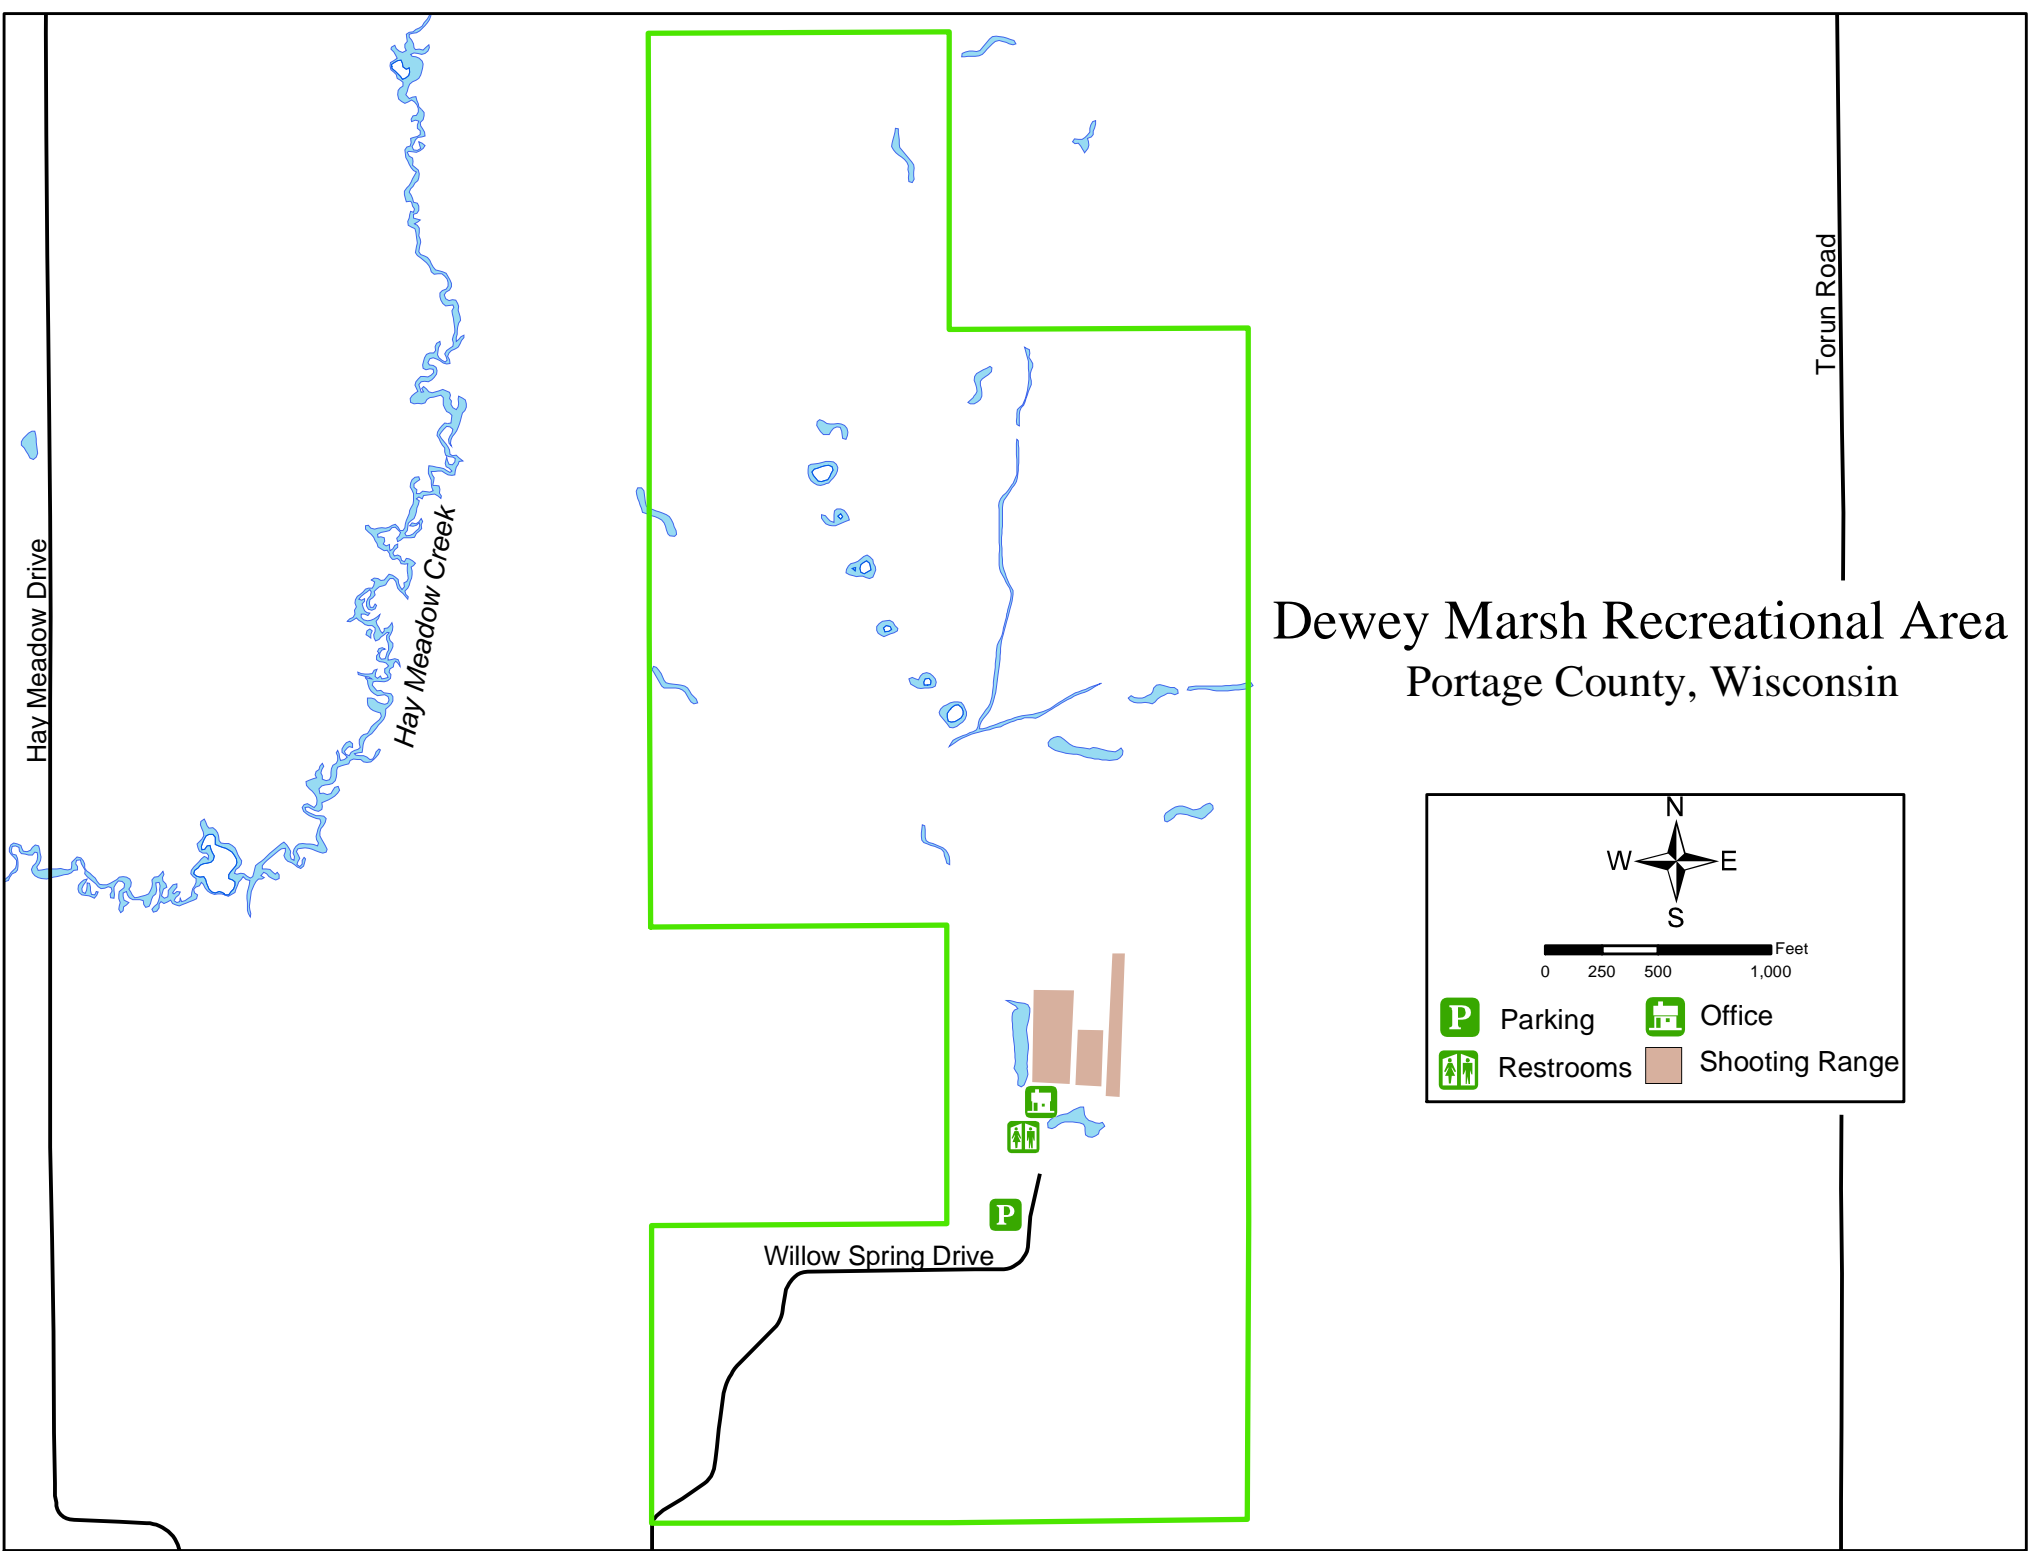 Torun Road
Hay Meadow Drive
Hay Meadow Creek
Dewey Marsh Recreational Area
Portage County, Wisconsin
N
W E
S
Feet
0 250 500 1,000
P Parking
Office
Restrooms
Shooting Range
P
Willow Spring Drive